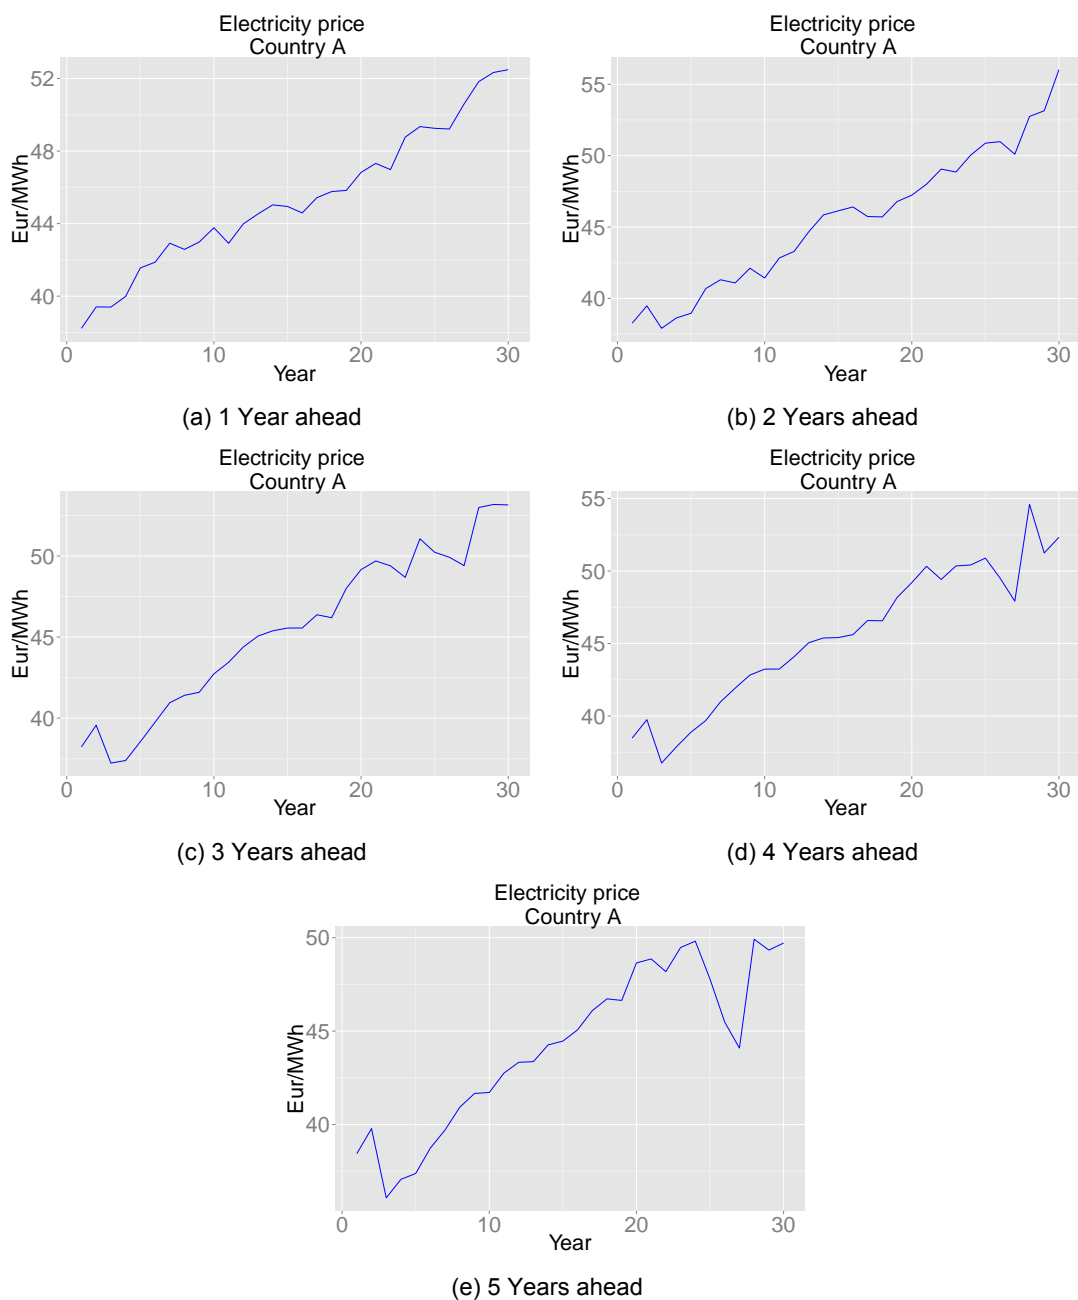 Electricity price
Country A
52
48
44
40
Eur/MWh
0
10
20
30
Year
(a) 1 Year ahead
Electricity price
Country A
55
50
45
40
Eur/MWh
0
10
20
30
Year
(b) 2 Years ahead
Electricity price
Country A
50
45
40
Eur/MWh
0
10
20
30
Year
(c) 3 Years ahead
Electricity price
Country A
55
50
45
40
Eur/MWh
0
10
20
30
Year
(d) 4 Years ahead
Electricity price
Country A
50
45
40
Eur/MWh
0
10
20
30
Year
(e) 5 Years ahead